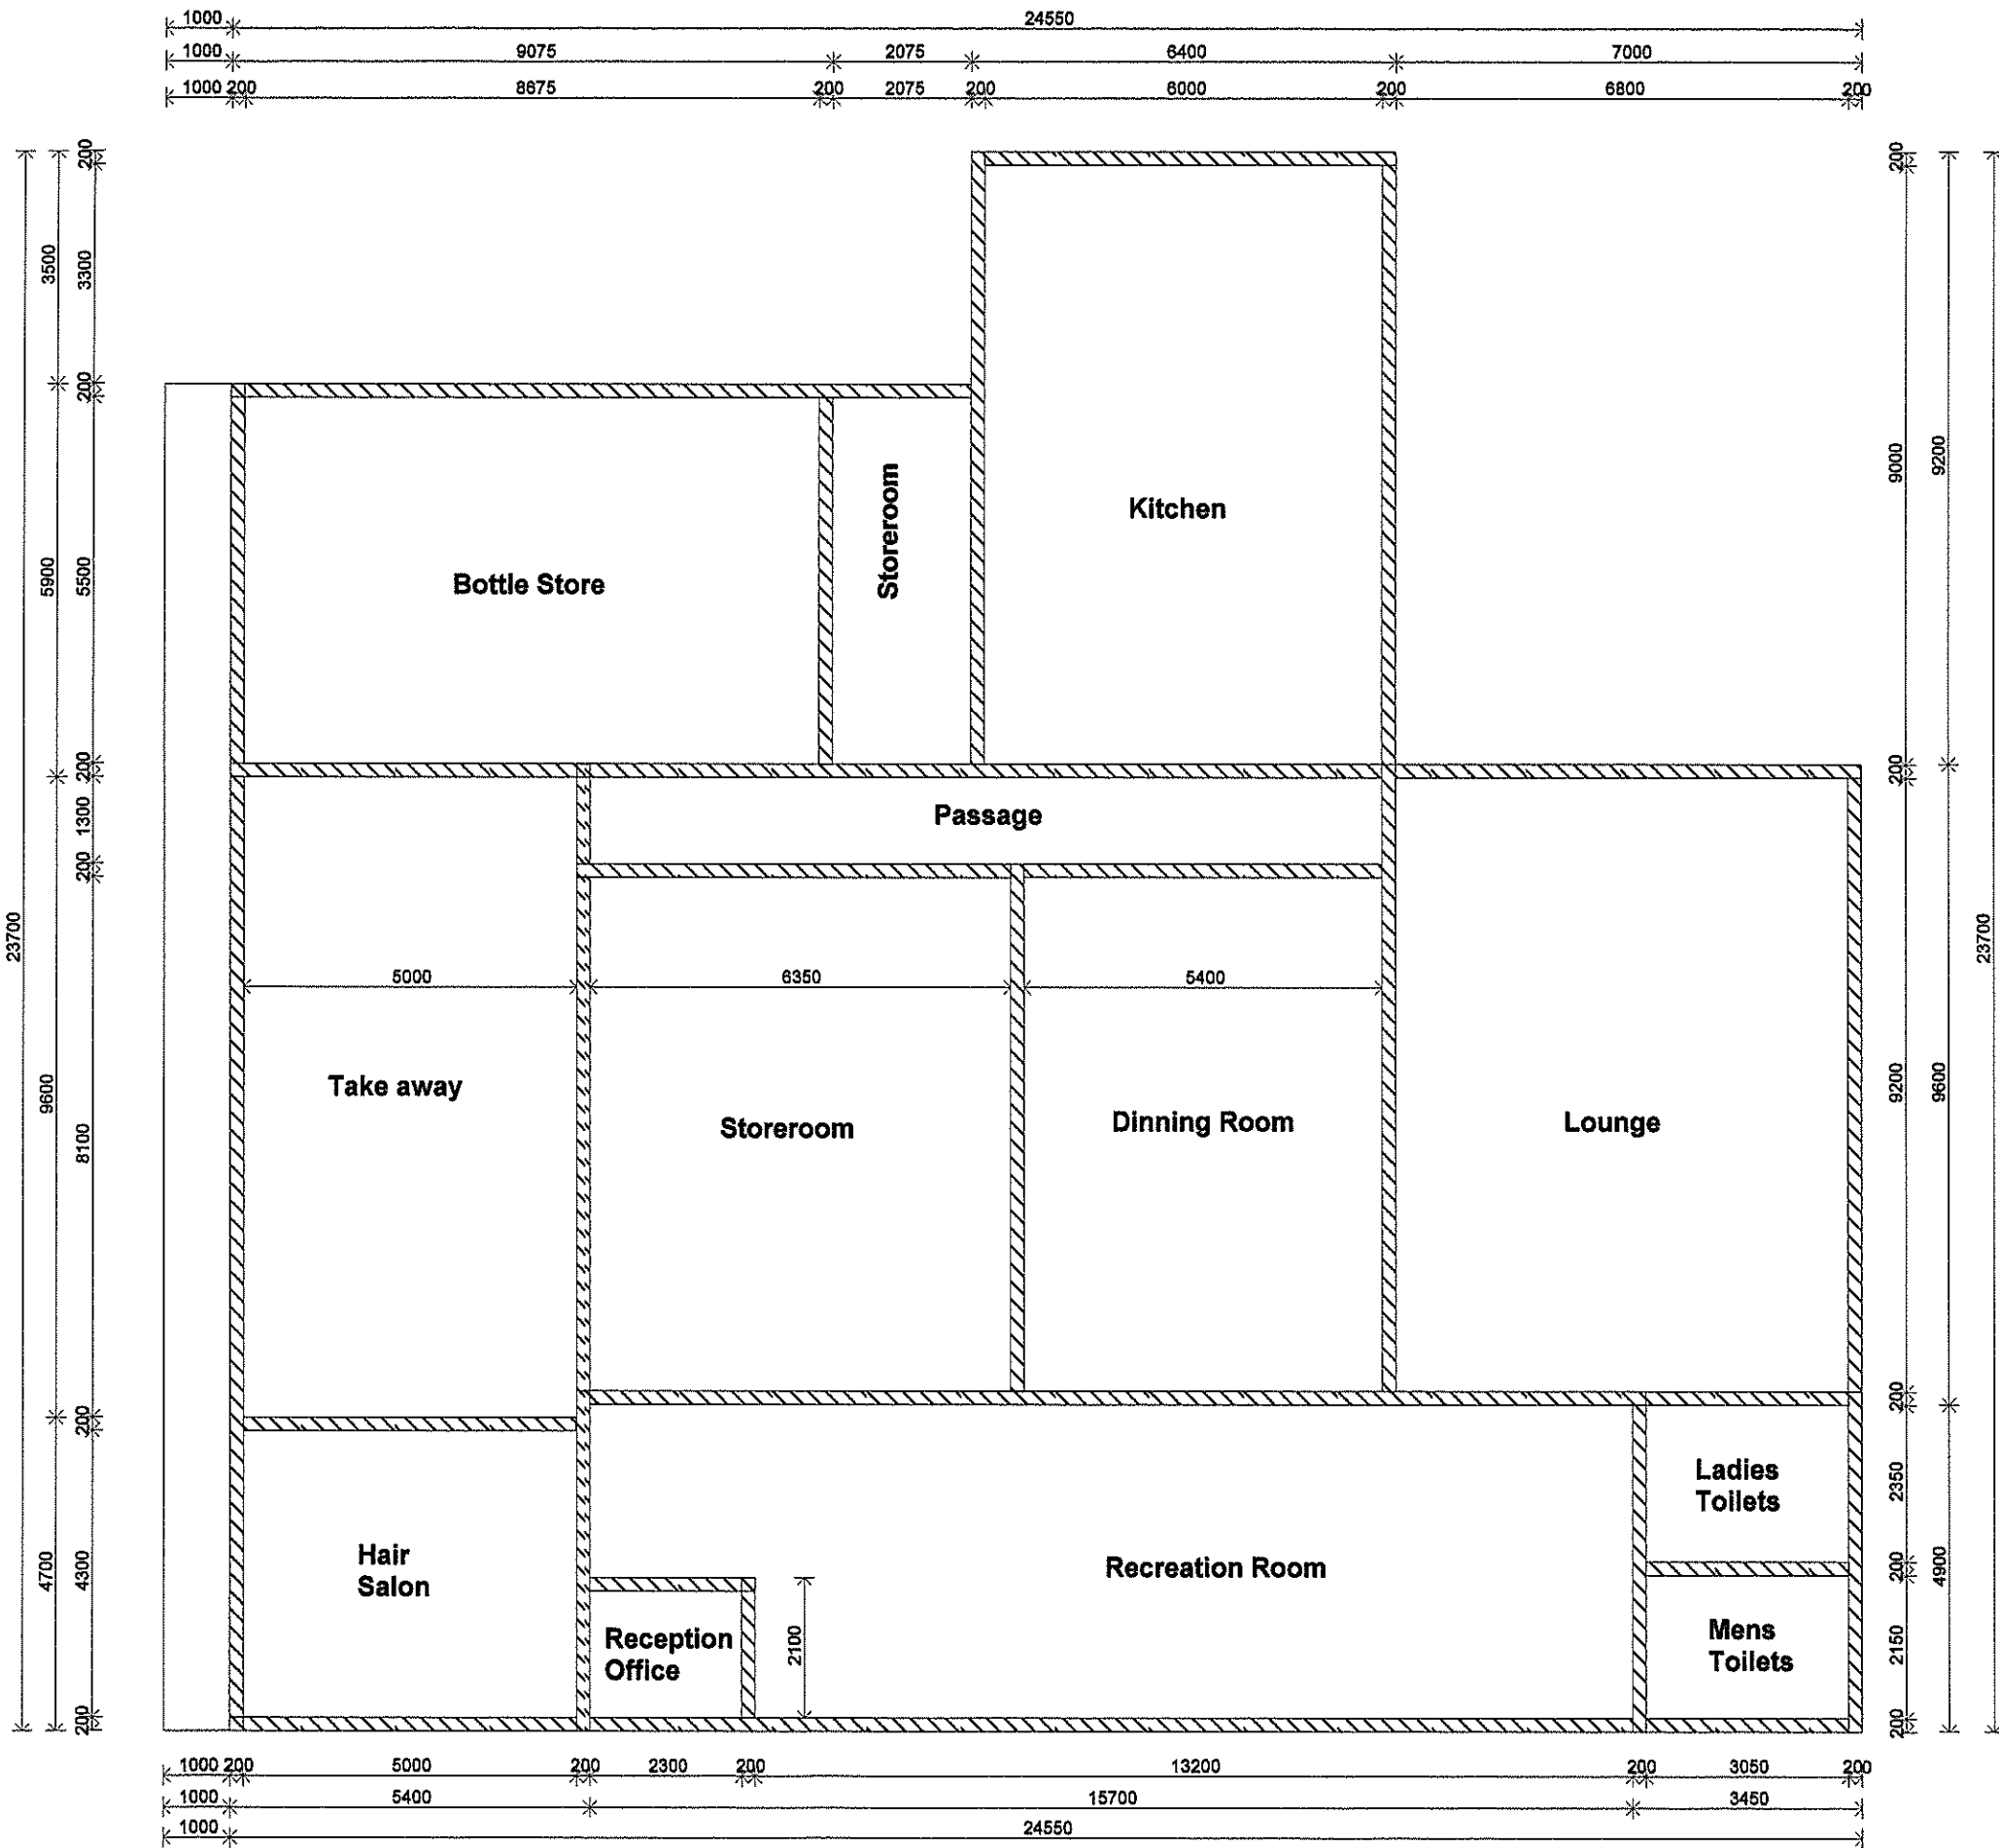 1000 24550
1000 9075 2075 6400 7000
1000 200 8675 200 2075 200 6000 200 6800 200
23700
3500
5900
9600
4700
200
3300
200
5500
200
1300
200
8100
200
4300
200
Kitchen
Storeroom
Bottle Store
Passage
5000 6350 5400
Take away
Storeroom
Dinning Room
Lounge
Ladies
Toilets
Hair
Salon
Recreation Room
Reception
Office
2100
Mens
Toilets
200
9000
200
9200
200
2350
200
2150
200
9200
9600
4900
23700
1000 200 5000 200 2300 200 13200 200 3050 200
1000 5400 15700 3450
1000 24550